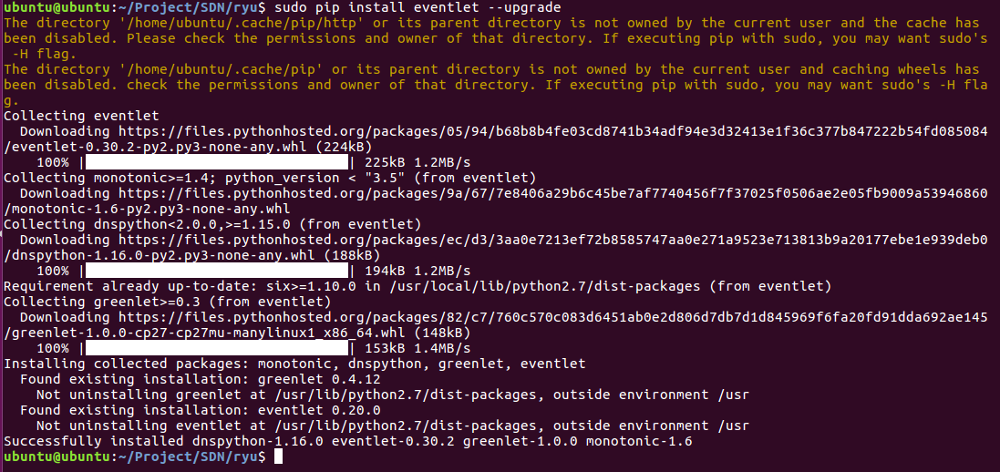 ubuntu@ubuntu:~/Project/SDN/ryu$ sudo pip install eventlet --upgrade
The directory '/home/ubuntu/.cache/pip/http' or its parent directory is not owned by the current user and the cache has
been disabled. Please check the permissions and owner of that directory. If executing pip with sudo, you may want sudo's
-H flag.
The directory '/home/ubuntu/.cache/pip' or its parent directory is not owned by the current user and caching wheels has
been disabled. check the permissions and owner of that directory. If executing pip with sudo, you may want sudo's -H fla
g.
Collecting eventlet
Downloading https://files.pythonhosted.org/packages/05/94/b68b8b4fe03cd8741b34adf94e3d32413e1f36c377b847222b54fd085084
/eventlet-0.30.2-py2.py3-none-any.whl (224kB)
100% |████████████████████████████████| 225kB 1.2MB/s
Collecting monotonic>=1.4; python_version < "3.5" (from eventlet)
Downloading https://files.pythonhosted.org/packages/9a/67/7e8406a29b6c45be7af7740456f7f37025f0506ae2e05fb9009a53946860
/monotonic-1.6-py2.py3-none-any.whl
Collecting dnspython<2.0.0,>=1.15.0 (from eventlet)
Downloading https://files.pythonhosted.org/packages/ec/d3/3aa0e7213ef72b8585747aa0e271a9523e713813b9a20177ebe1e939deb0
/dnspython-1.16.0-py2.py3-none-any.whl (188kB)
100% |████████████████████████████████| 194kB 1.2MB/s
Requirement already up-to-date: six>=1.10.0 in /usr/local/lib/python2.7/dist-packages (from eventlet)
Collecting greenlet>=0.3 (from eventlet)
Downloading https://files.pythonhosted.org/packages/82/c7/760c570c083d6451ab0e2d806d7db7d1d845969f6fa20fd91dda692ae145
/greenlet-1.0.0-cp27-cp27mu-manylinux1_x86_64.whl (148kB)
100% |████████████████████████████████| 153kB 1.4MB/s
Installing collected packages: monotonic, dnspython, greenlet, eventlet
Found existing installation: greenlet 0.4.12
Not uninstalling greenlet at /usr/lib/python2.7/dist-packages, outside environment /usr
Found existing installation: eventlet 0.20.0
Not uninstalling eventlet at /usr/lib/python2.7/dist-packages, outside environment /usr
Successfully installed dnspython-1.16.0 eventlet-0.30.2 greenlet-1.0.0 monotonic-1.6
ubuntu@ubuntu:~/Project/SDN/ryu$